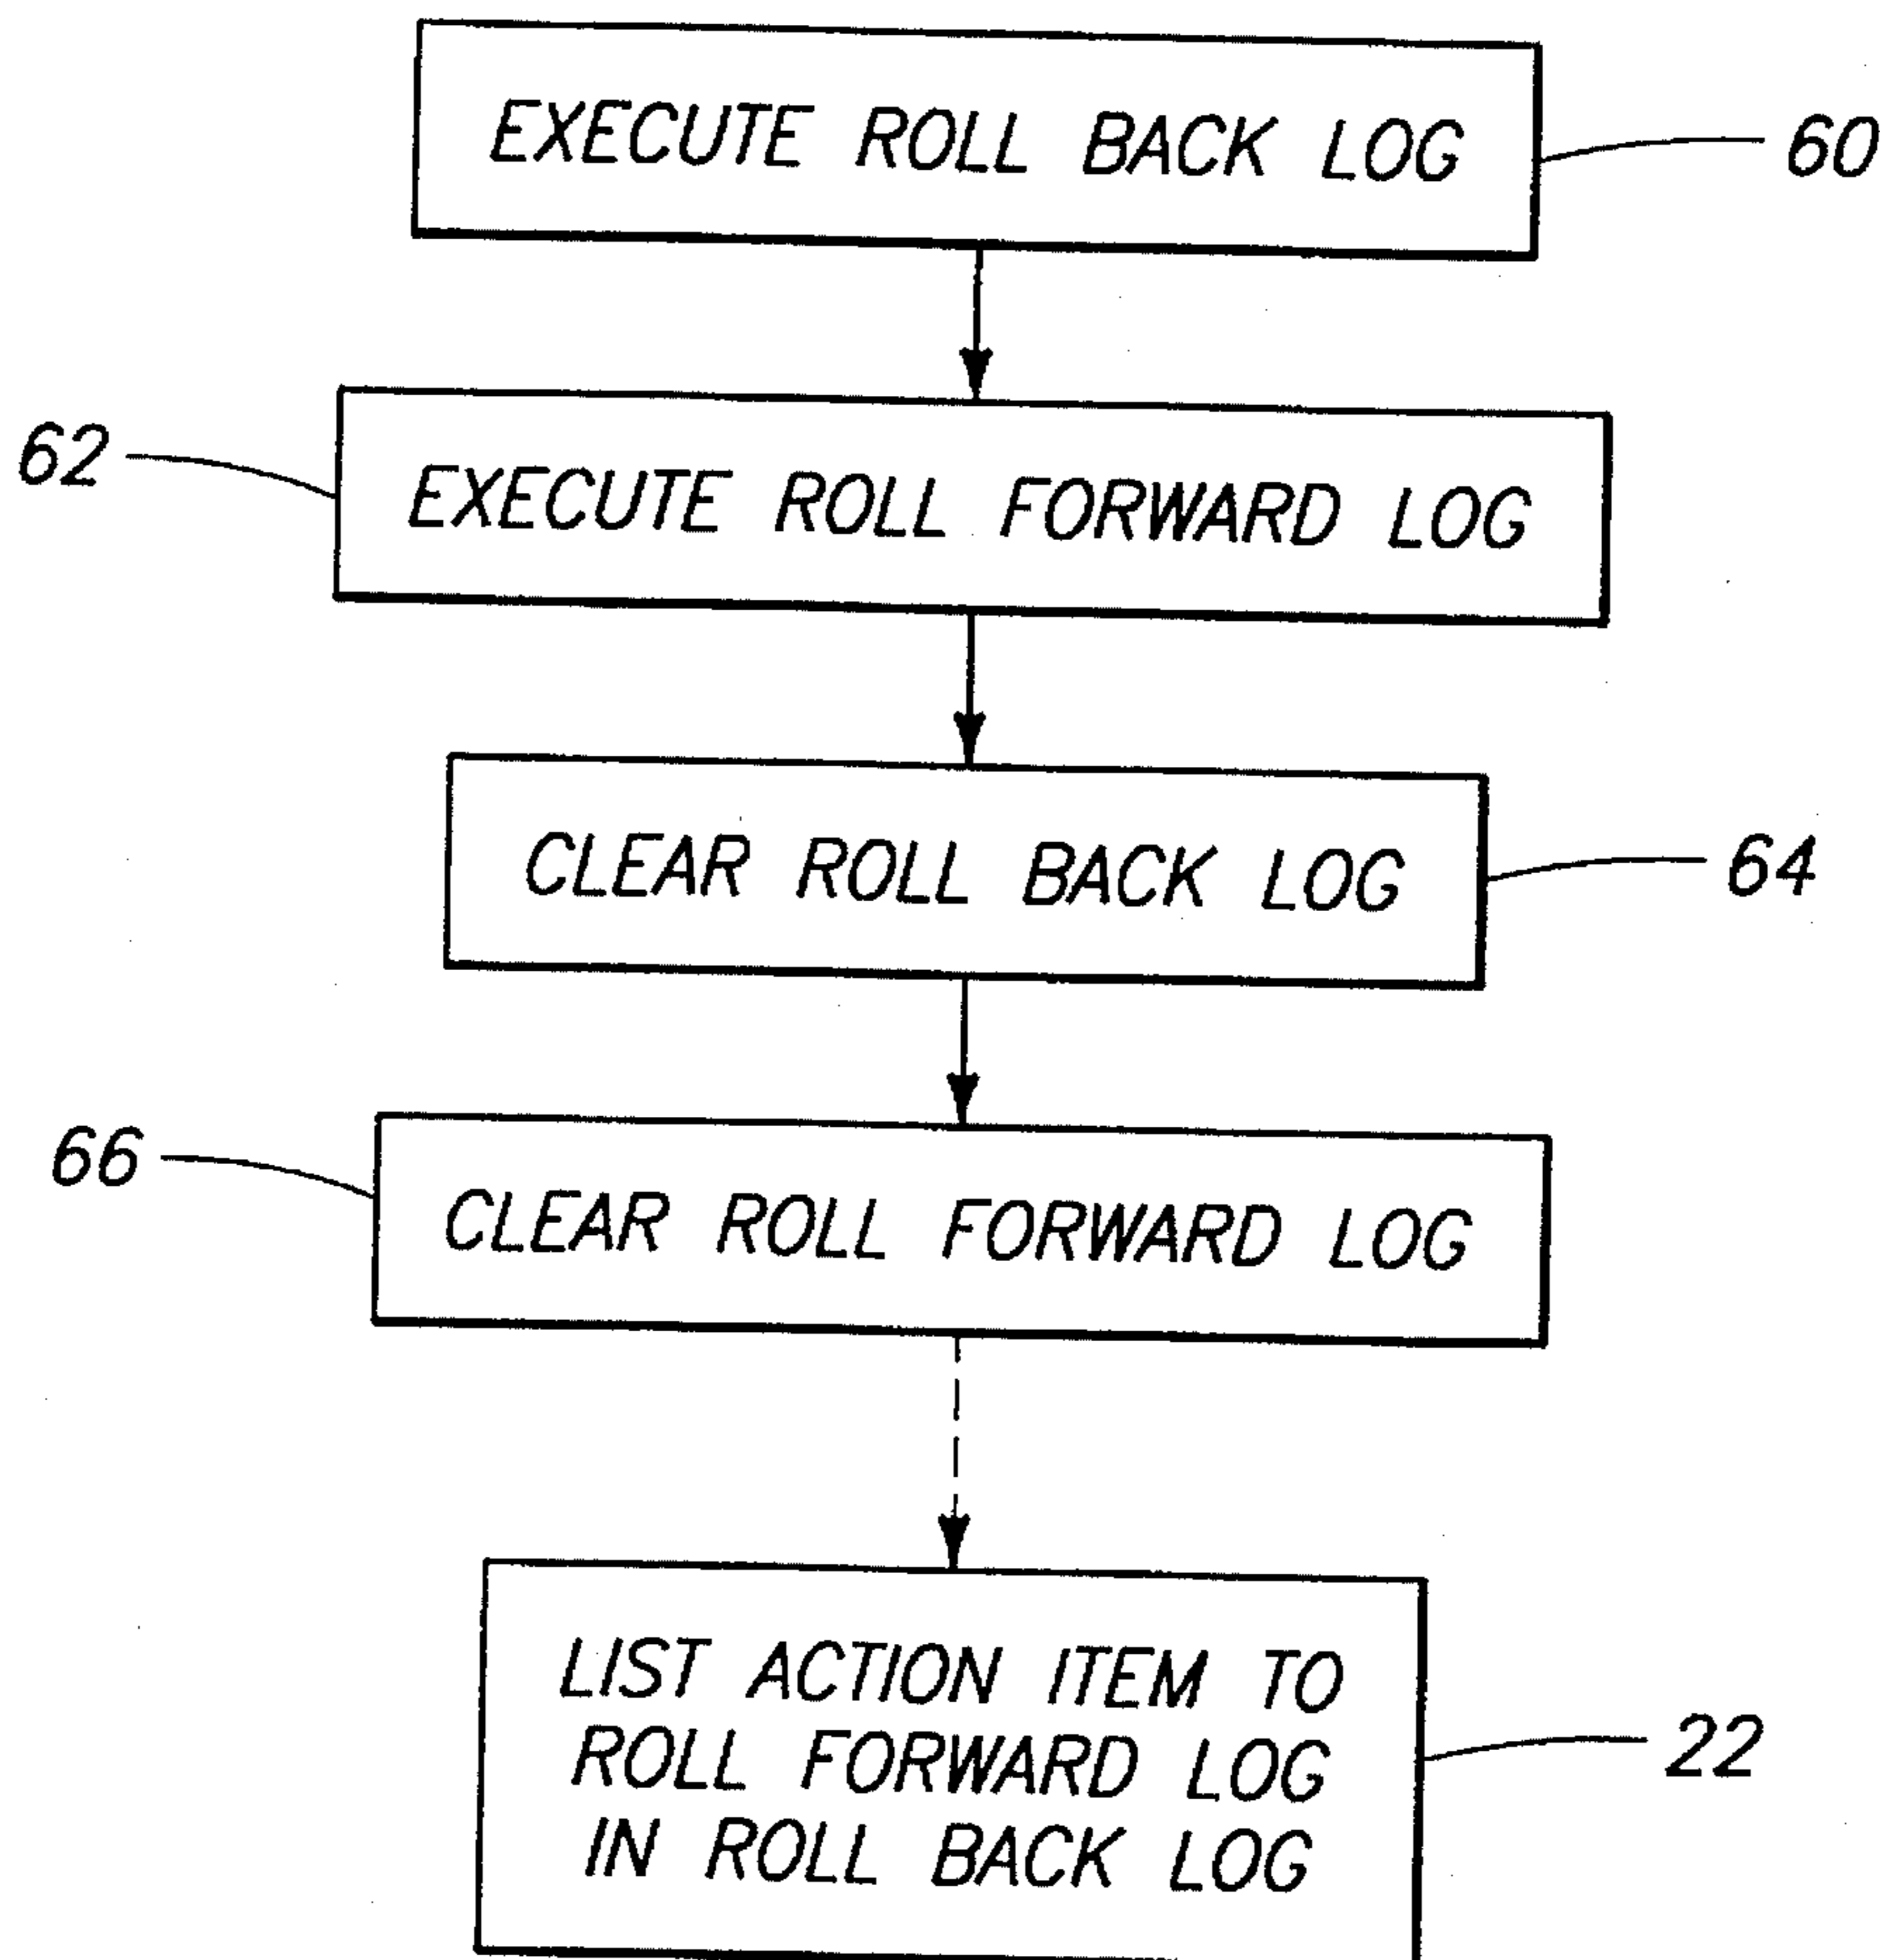 EXECUTE ROLL BACK LOG
60
62
EXECUTE ROLL FORWARD LOG
CLEAR ROLL BACK LOG
64
66
CLEAR ROLL FORWARD LOG
LIST ACTION ITEM TO
ROLL FORWARD LOG
IN ROLL BACK LOG
22